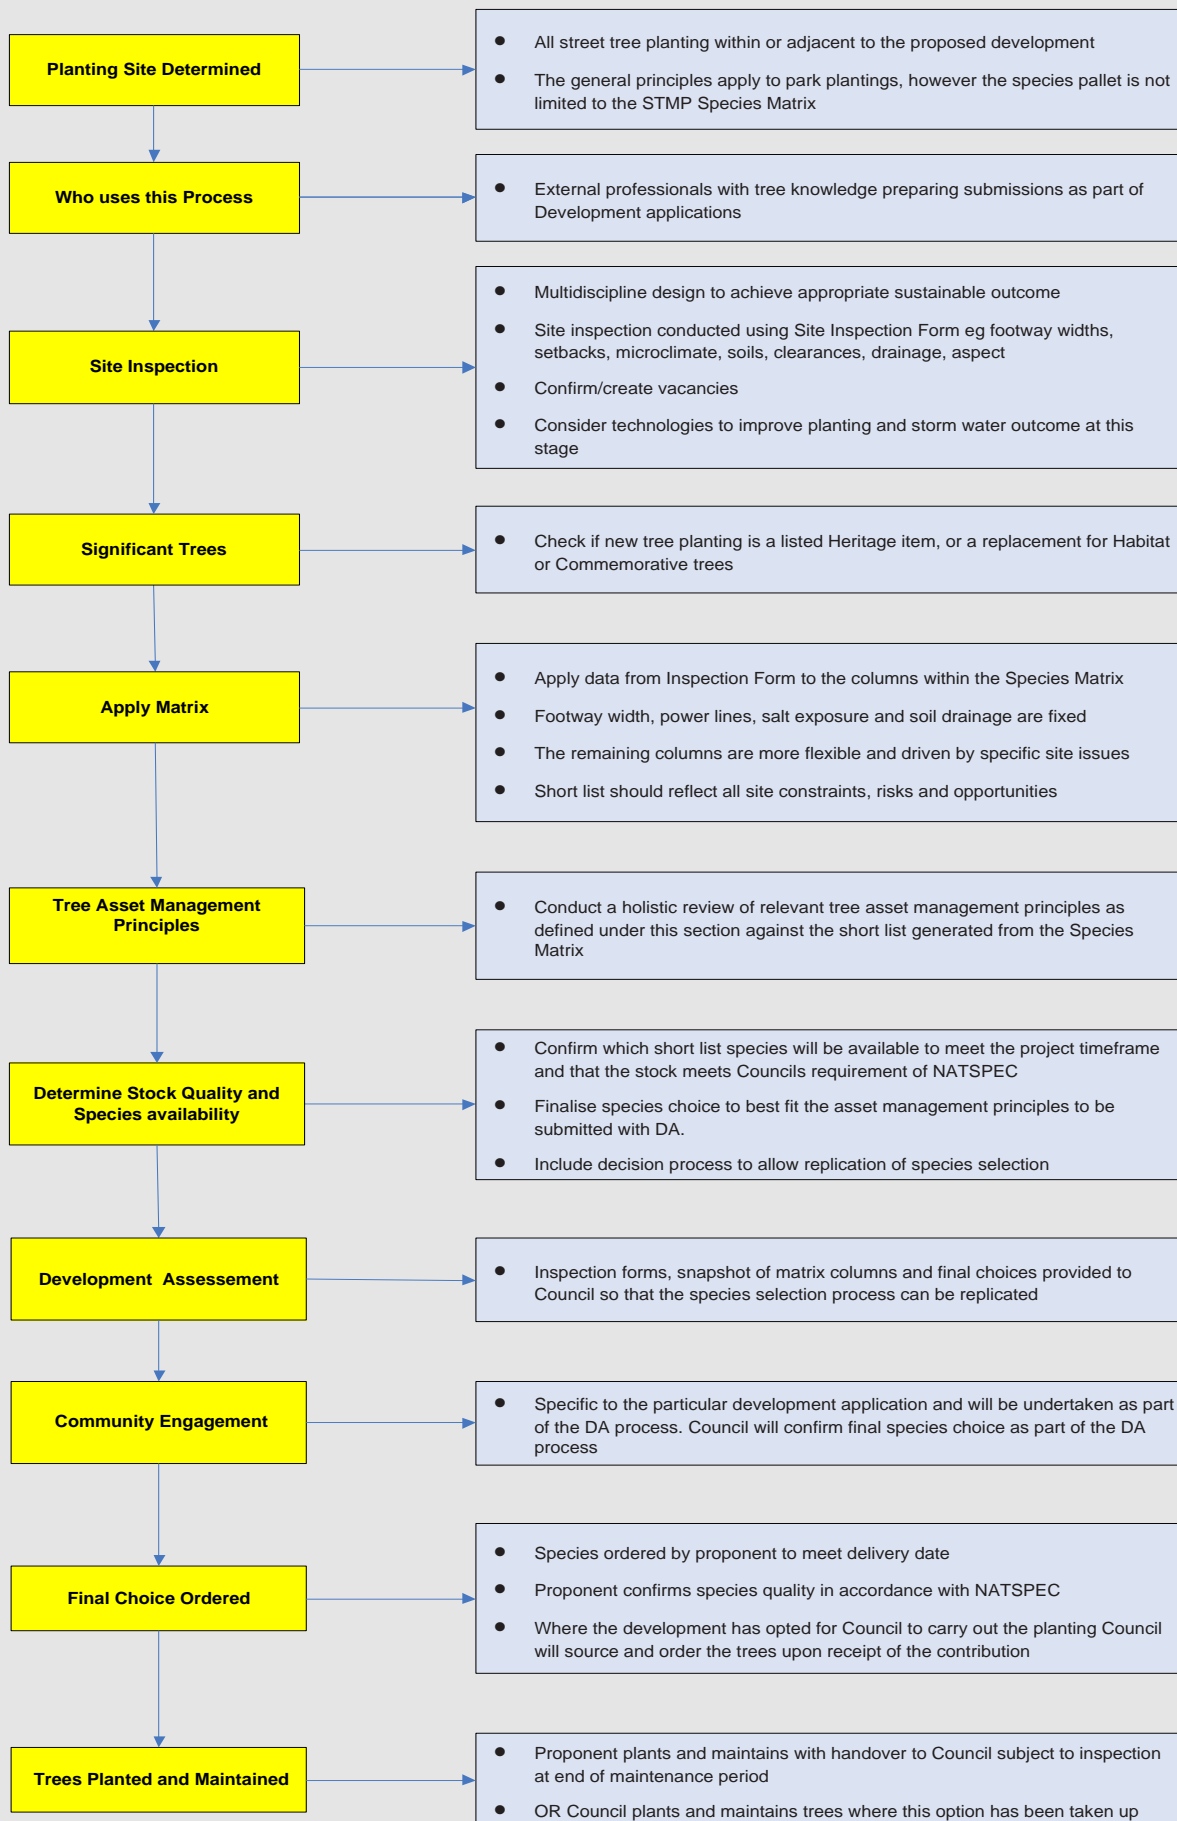 Planting Site Determined
● All street tree planting within or adjacent to the proposed development
● The general principles apply to park plantings, however the species pallet is not
limited to the STMP Species Matrix
Who uses this Process
● External professionals with tree knowledge preparing submissions as part of
Development applications
Site Inspection
● Multidiscipline design to achieve appropriate sustainable outcome
● Site inspection conducted using Site Inspection Form eg footway widths,
setbacks, microclimate, soils, clearances, drainage, aspect
● Confirm/create vacancies
● Consider technologies to improve planting and storm water outcome at this
stage
Significant Trees
● Check if new tree planting is a listed Heritage item, or a replacement for Habitat
or Commemorative trees
Apply Matrix
● Apply data from Inspection Form to the columns within the Species Matrix
● Footway width, power lines, salt exposure and soil drainage are fixed
● The remaining columns are more flexible and driven by specific site issues
● Short list should reflect all site constraints, risks and opportunities
Tree Asset Management
Principles
● Conduct a holistic review of relevant tree asset management principles as
defined under this section against the short list generated from the Species
Matrix
Determine Stock Quality and
Species availability
● Confirm which short list species will be available to meet the project timeframe
and that the stock meets Councils requirement of NATSPEC
● Finalise species choice to best fit the asset management principles to be
submitted with DA.
● Include decision process to allow replication of species selection
Development Assessement
● Inspection forms, snapshot of matrix columns and final choices provided to
Council so that the species selection process can be replicated
Community Engagement
● Specific to the particular development application and will be undertaken as part
of the DA process. Council will confirm final species choice as part of the DA
process
Final Choice Ordered
● Species ordered by proponent to meet delivery date
● Proponent confirms species quality in accordance with NATSPEC
● Where the development has opted for Council to carry out the planting Council
will source and order the trees upon receipt of the contribution
Trees Planted and Maintained
● Proponent plants and maintains with handover to Council subject to inspection
at end of maintenance period
● OR Council plants and maintains trees where this option has been taken up